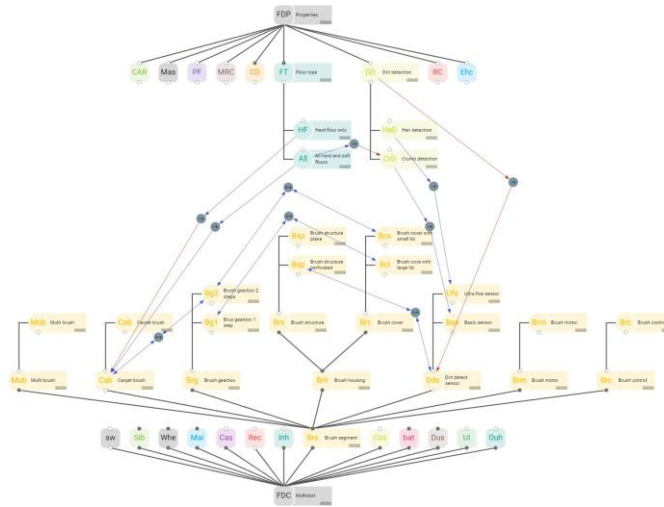 FDP Properties
CAR
Mas
PF
MRC
CD
FT Floor type
DD Dirt detection
RC
Ehc
HF Hard floor only
HaD Hair detection
All All hard and soft
floors
CrD Crumb detection
Brush structure
plane
Brush cover with
small lid
Bsp Brush structure
perforated
Bcl Brush cove with
large lid
Bg2 Brush gearbox 2
steps
Ufs Ultra fine sensor
Mub Multi brush
Cab Carpet brush
Bg1 Brus gearbox 1
step.
Brs Brush structure
Brc Brush cover
Bas Basic sensor
Brm Brush motor
Brc Brush control
Mub Multi brush
Cab Carpet brush
Brg Brush gearbox
Brh Brush housing
Dds Dirt detect
sensor
Brm Brush motor
Brc Brush control
sw
Sib
Whe
Mai
Cas
Rec
Inh
Brs Brush segment
Cos
bat
Dus
UI
Ouh
FDC MyRobot